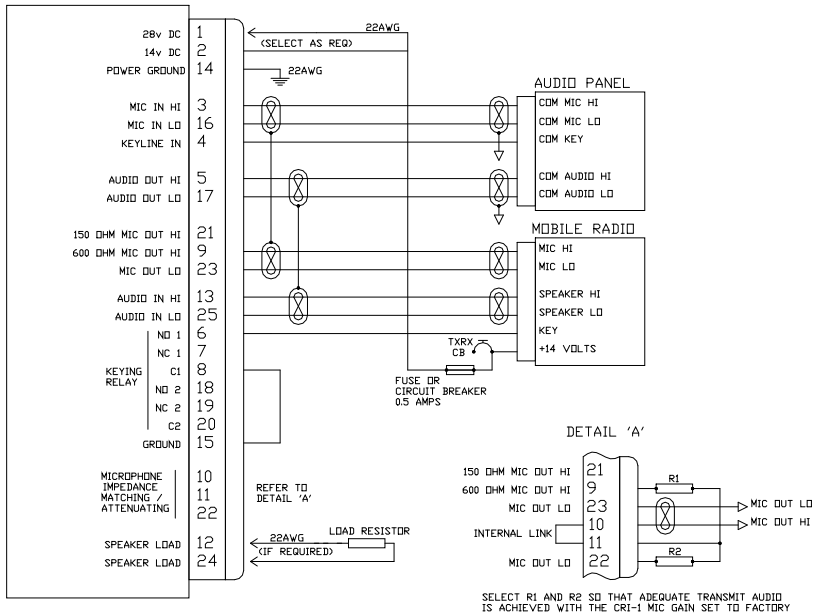 28v DC 1
14v DC 2
POWER GROUND 14
MIC IN HI 3
MIC IN LO 16
KEYLINE IN 4
AUDIO OUT HI 5
AUDIO OUT LO 17
150 OHM MIC OUT HI 21
600 OHM MIC OUT HI 9
MIC OUT LO 23
AUDIO IN HI 13
AUDIO IN LO 25
KEYING
RELAY
NO 1 6
NC 1 7
C1 8
NO 2 18
NC 2 19
C2 20
GROUND 15
MICROPHONE
IMPEDANCE
MATCHING /
ATTENUATING
10
11
22
SPEAKER LOAD 12
SPEAKER LOAD 24
22AWG
(SELECT AS REQ)
22AWG
AUDIO PANEL
COM MIC HI
COM MIC LO
COM KEY
COM AUDIO HI
COM AUDIO LO
MOBILE RADIO
MIC HI
MIC LO
SPEAKER HI
SPEAKER LO
KEY
+14 VOLTS
TXRX
CB
FUSE OR
CIRCUIT BREAKER
0.5 AMPS
REFER TO
DETAIL 'A'
22AWG
(IF REQUIRED)
LOAD RESISTOR
DETAIL 'A'
150 OHM MIC OUT HI 21
600 OHM MIC OUT HI 9
MIC OUT LO 23
INTERNAL LINK
10
11
MIC OUT LO 22
R1
R2
MIC OUT LO
MIC OUT HI
SELECT R1 AND R2 SO THAT ADEQUATE TRANSMIT AUDIO
IS ACHIEVED WITH THE CRI-1 MIC GAIN SET TO FACTORY